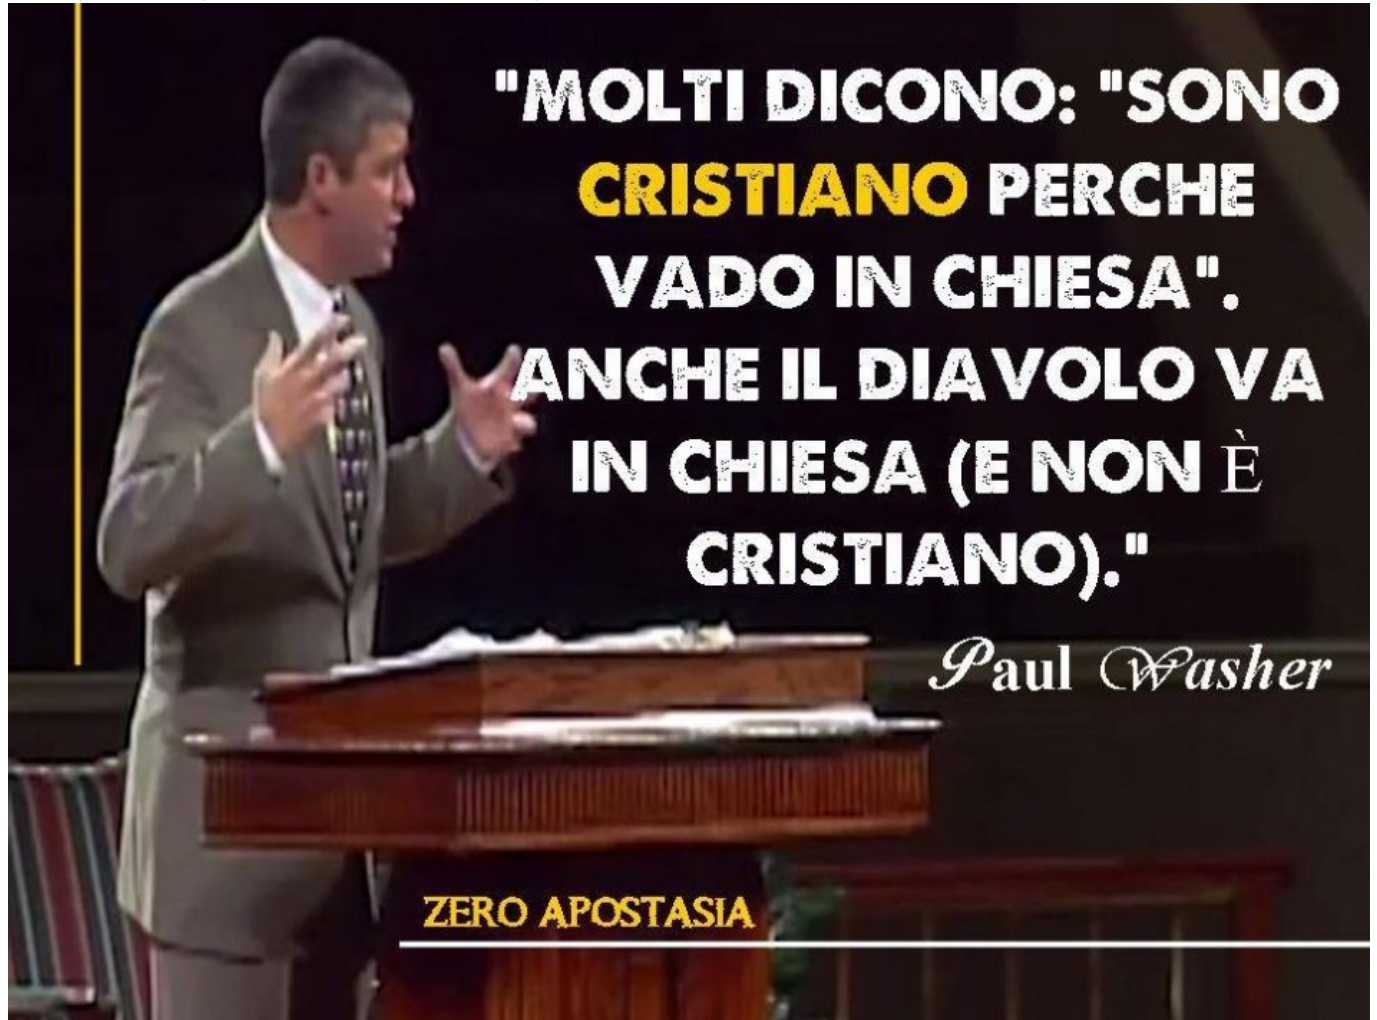 "MOLTI DICONO: "SONO
CRISTIANO PERCHE
VADO IN CHIESA".
ANCHE IL DIAVOLO VA
IN CHIESA (E NON È
CRISTIANO)."
Paul Washer
ZERO APOSTASIA